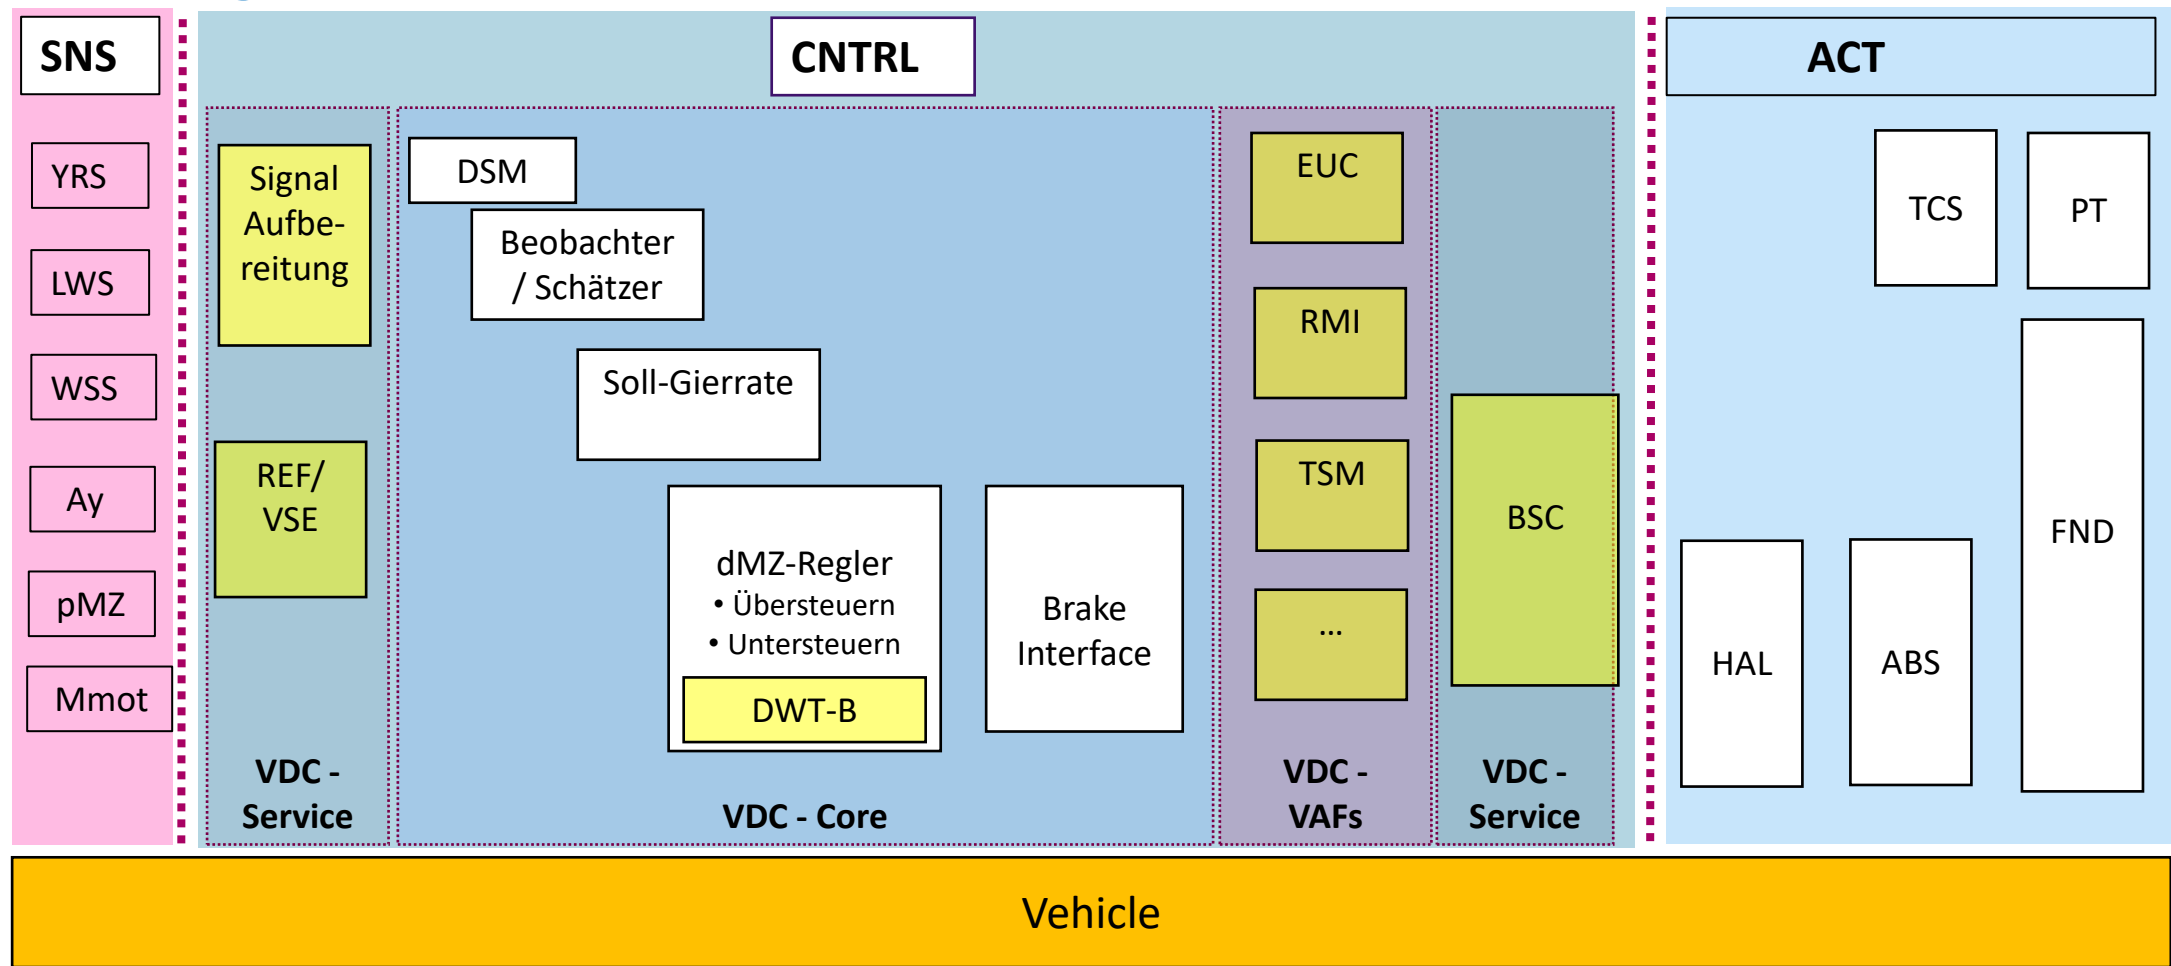 SNS
CNTRL
ACT
YRS
LWS
WSS
Ay
pMZ
Mmot
Signal
Aufbe-
reitung
REF/
VSE
VDC -
Service
DSM
Beobachter
/ Schätzer
Soll-Gierrate
dMZ-Regler
• Übersteuern
• Untersteuern
DWT-B
Brake
Interface
VDC - Core
EUC
RMI
TSM
...
VDC -
VAFs
BSC
VDC -
Service
TCS
PT
FND
HAL
ABS
Vehicle